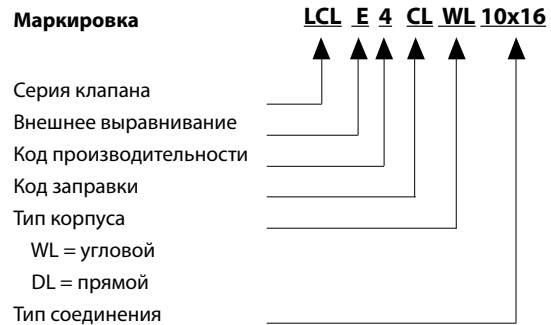 Маркировка LCL E 4 CL WL 10x16
Серия клапана
Внешнее выравнивание
Код производительности
Код заправки
Тип корпуса
WL = угловой
DL = прямой
Тип соединения